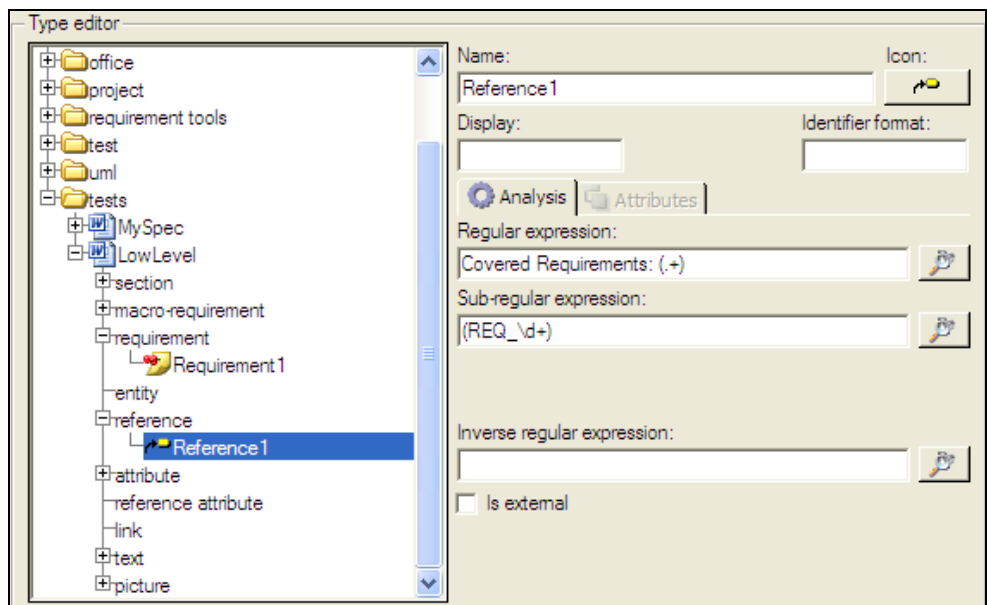 Type editor
office
project
requirement tools
test
uml
tests
MySpec
LowLevel
section
macro-requirement
requirement
Requirement1
entity
reference
Reference1
attribute
reference attribute
link
text
picture
Name: Icon:
Reference1
Display: Identifier format:
Analysis Attributes
Regular expression:
Covered Requirements: (.+)
Sub-regular expression:
(REQ_\d+)
Inverse regular expression:
Is external